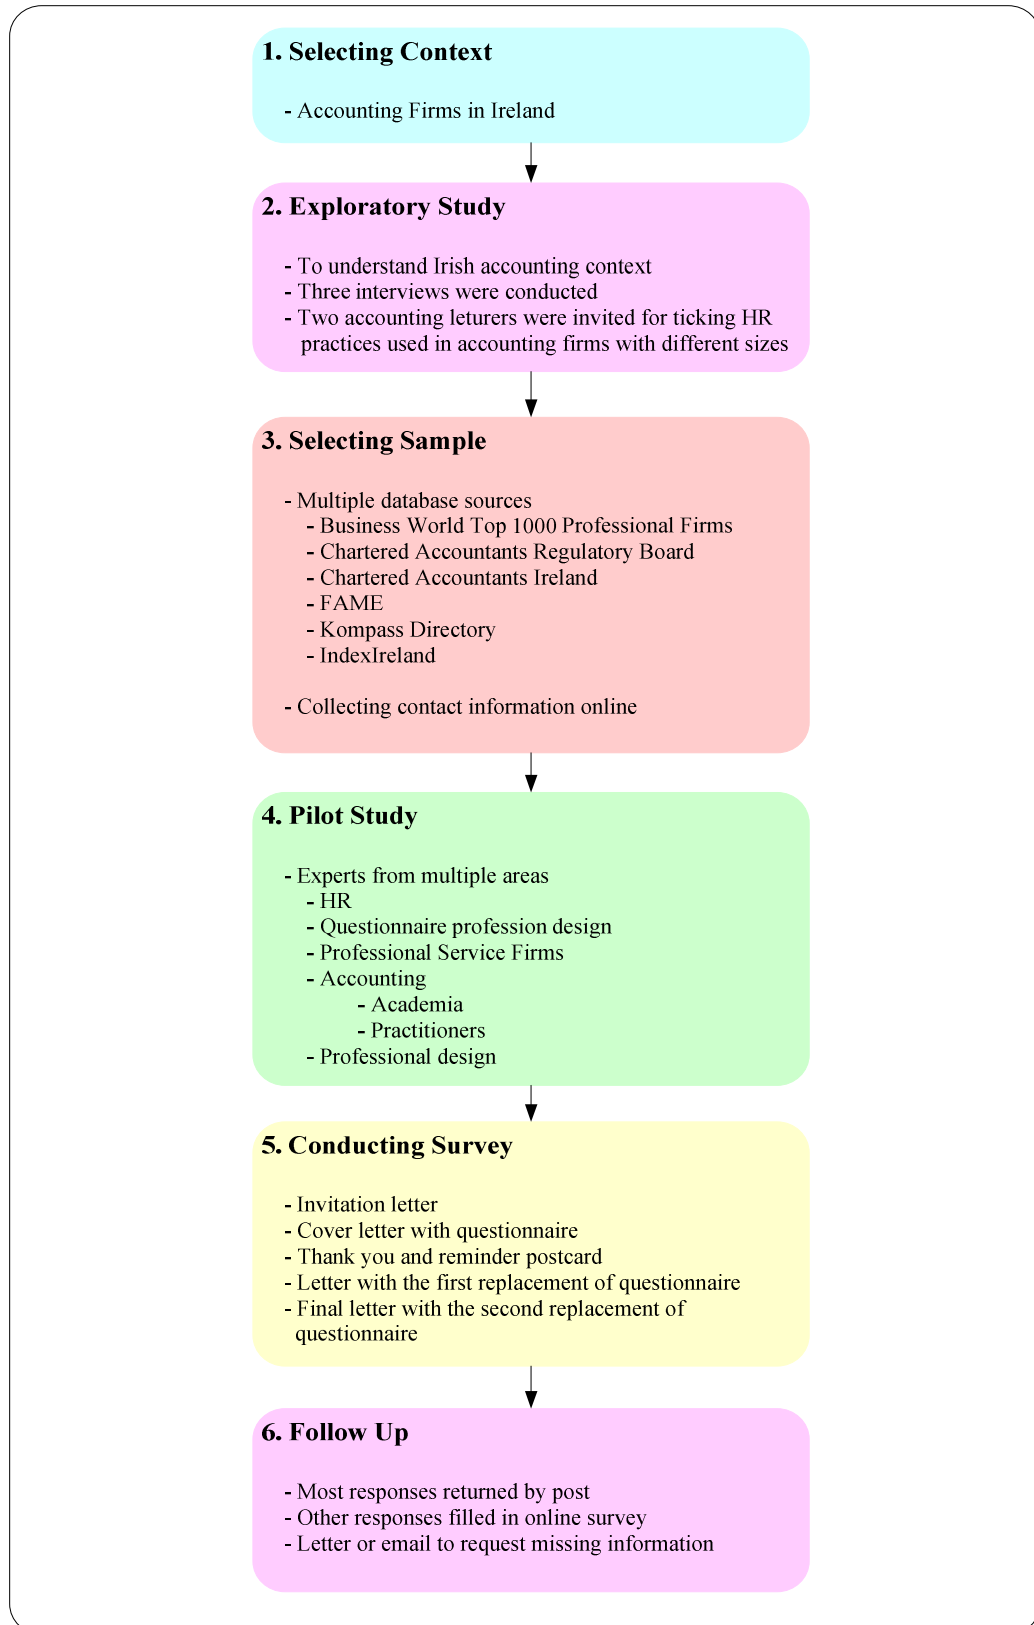 1. Selecting Context
- Accounting Firms in Ireland
2. Exploratory Study
- To understand Irish accounting context
- Three interviews were conducted
- Two accounting leturers were invited for ticking HR
practices used in accounting firms with different sizes
3. Selecting Sample
- Multiple database sources
- Business World Top 1000 Professional Firms
- Chartered Accountants Regulatory Board
- Chartered Accountants Ireland
- FAME
- Kompass Directory
- IndexIreland
- Collecting contact information online
4. Pilot Study
- Experts from multiple areas
- HR
- Questionnaire profession design
- Professional Service Firms
- Accounting
- Academia
- Practitioners
- Professional design
5. Conducting Survey
- Invitation letter
- Cover letter with questionnaire
- Thank you and reminder postcard
- Letter with the first replacement of questionnaire
- Final letter with the second replacement of
questionnaire
6. Follow Up
- Most responses returned by post
- Other responses filled in online survey
- Letter or email to request missing information